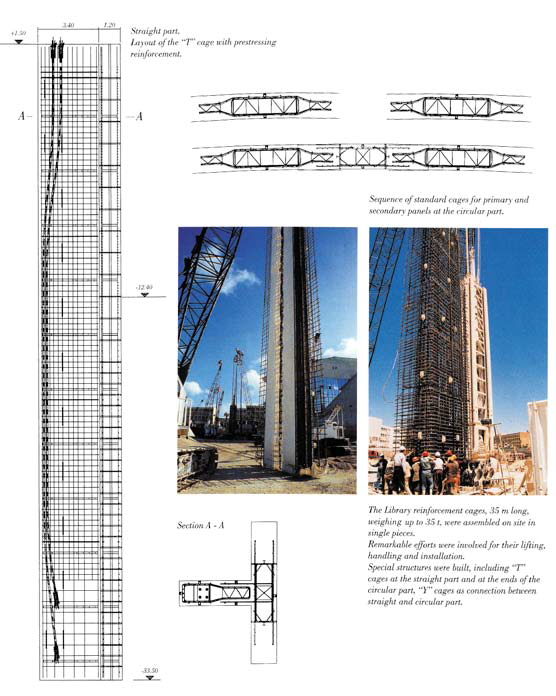 3.40 1.20
+1.50
Straight part.
Layout of the "T" cage with prestressing
reinforcement.
A A
Sequence of standard cages for primary and
secondary panels at the circular part.
-12.40
The Library reinforcement cages, 35 m long,
weighing up to 35 t, were assembled on site in
single pieces.
Remarkable efforts were involved for their lifting,
handling and installation.
Special structures were built, including "T"
cages at the straight part and at the ends of the
circular part, "Y" cages as connection between
straight and circular part.
Section A - A
-33.50